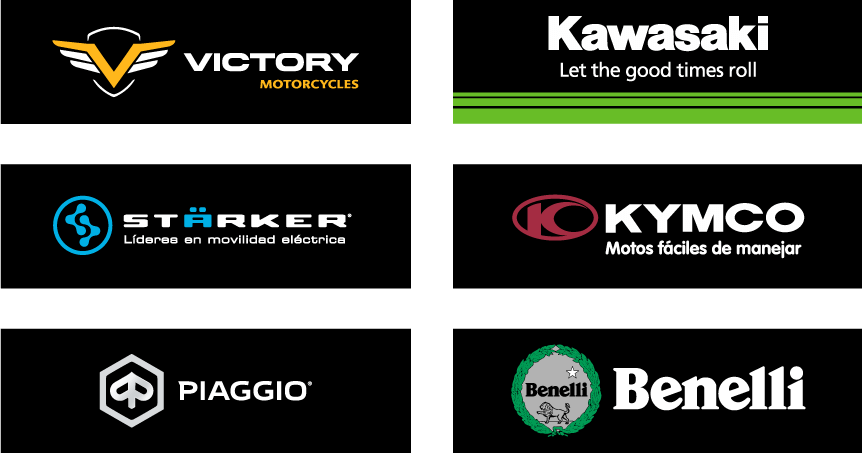 VICTORY
MOTORCYCLES
Kawasaki
Let the good times roll
STÄRKER®
Líderes en movilidad eléctrica
KYMCO
Motos fáciles de manejar
PIAGGIO®
Benelli
Benelli